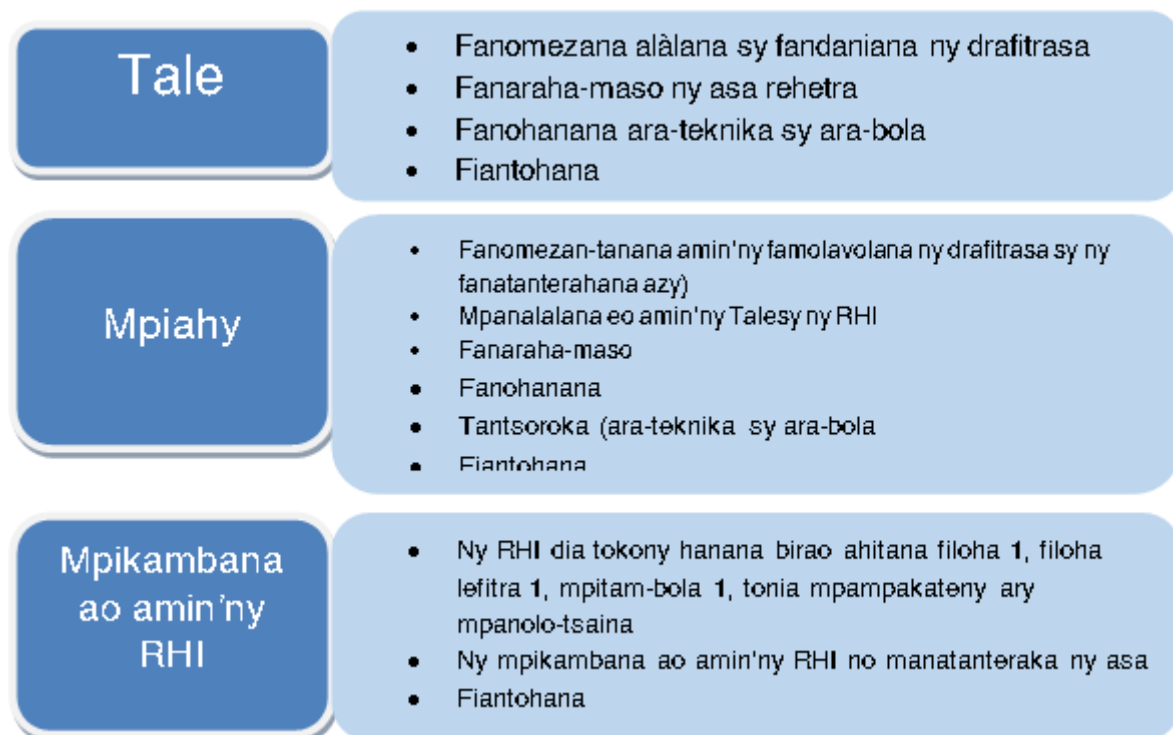 Tale
• Fanomezana alàlana sy fandaniana ny drafitrasa
• Fanaraha-maso ny asa rehetra
• Fanohanana ara-teknika sy ara-bola
• Fiantohana
Mpiahy
• Fanomezan-tanana amin'ny famolavolana ny drafitrasa sy ny
fanatanterahana azy)
• Mpanalalana eo amin'ny Talesy ny RHI
• Fanaraha-maso
• Fanohanana
• Tantsoroka (ara-teknika sy ara-bola
• Fiantohana
Mpikambana
ao amin'ny
RHI
• Ny RHI dia tokony hanana birao ahitana filoha 1, filoha
lefitra 1, mpitam-bola 1, tonia mpampakateny ary
mpanolo-tsaina
• Ny mpikambana ao amin'ny RHI no manatanteraka ny asa
• Fiantohana